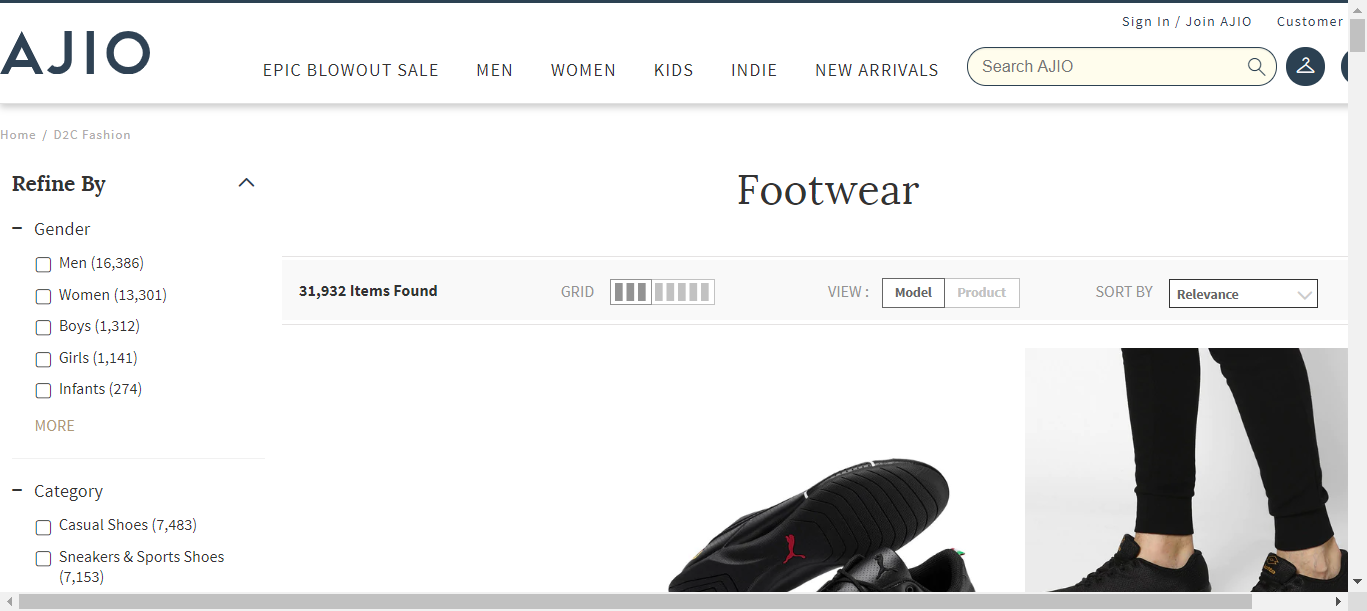 Sign In / Join AJIO Customer
AJIO
EPIC BLOWOUT SALE MEN WOMEN KIDS INDIE NEW ARRIVALS Search AJIO
Home / D2C Fashion
Refine By
Footwear
Gender
Men (16,386)
Women (13,301)
Boys (1,312)
Girls (1,141)
Infants (274)
MORE
31,932 Items Found GRID VIEW : Model Product SORT BY Relevance
Category
Casual Shoes (7,483)
Sneakers & Sports Shoes
(7,153)